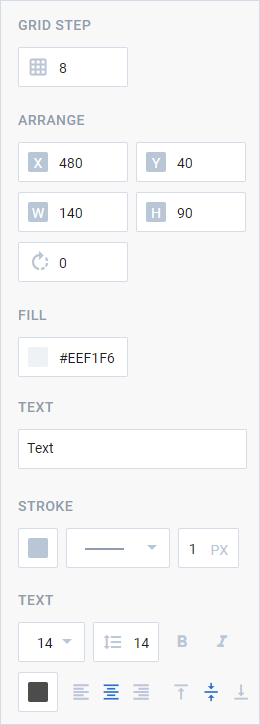 GRID STEP
8
ARRANGE
X 480 Y 40
W 140 H 90
0
FILL
#EEF1F6
TEXT
Text
STROKE
1 PX
TEXT
14 14 B I